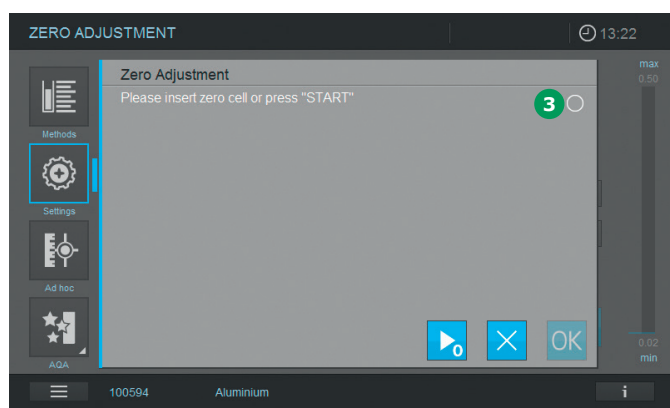 ZERO ADJUSTMENT
13:22
Zero Adjustment
Please insert zero cell or press "START"
3
max
0.50
Methods
Settings
Ad hoc
AQA
0
OK
0.02
min
100594 Aluminium
i